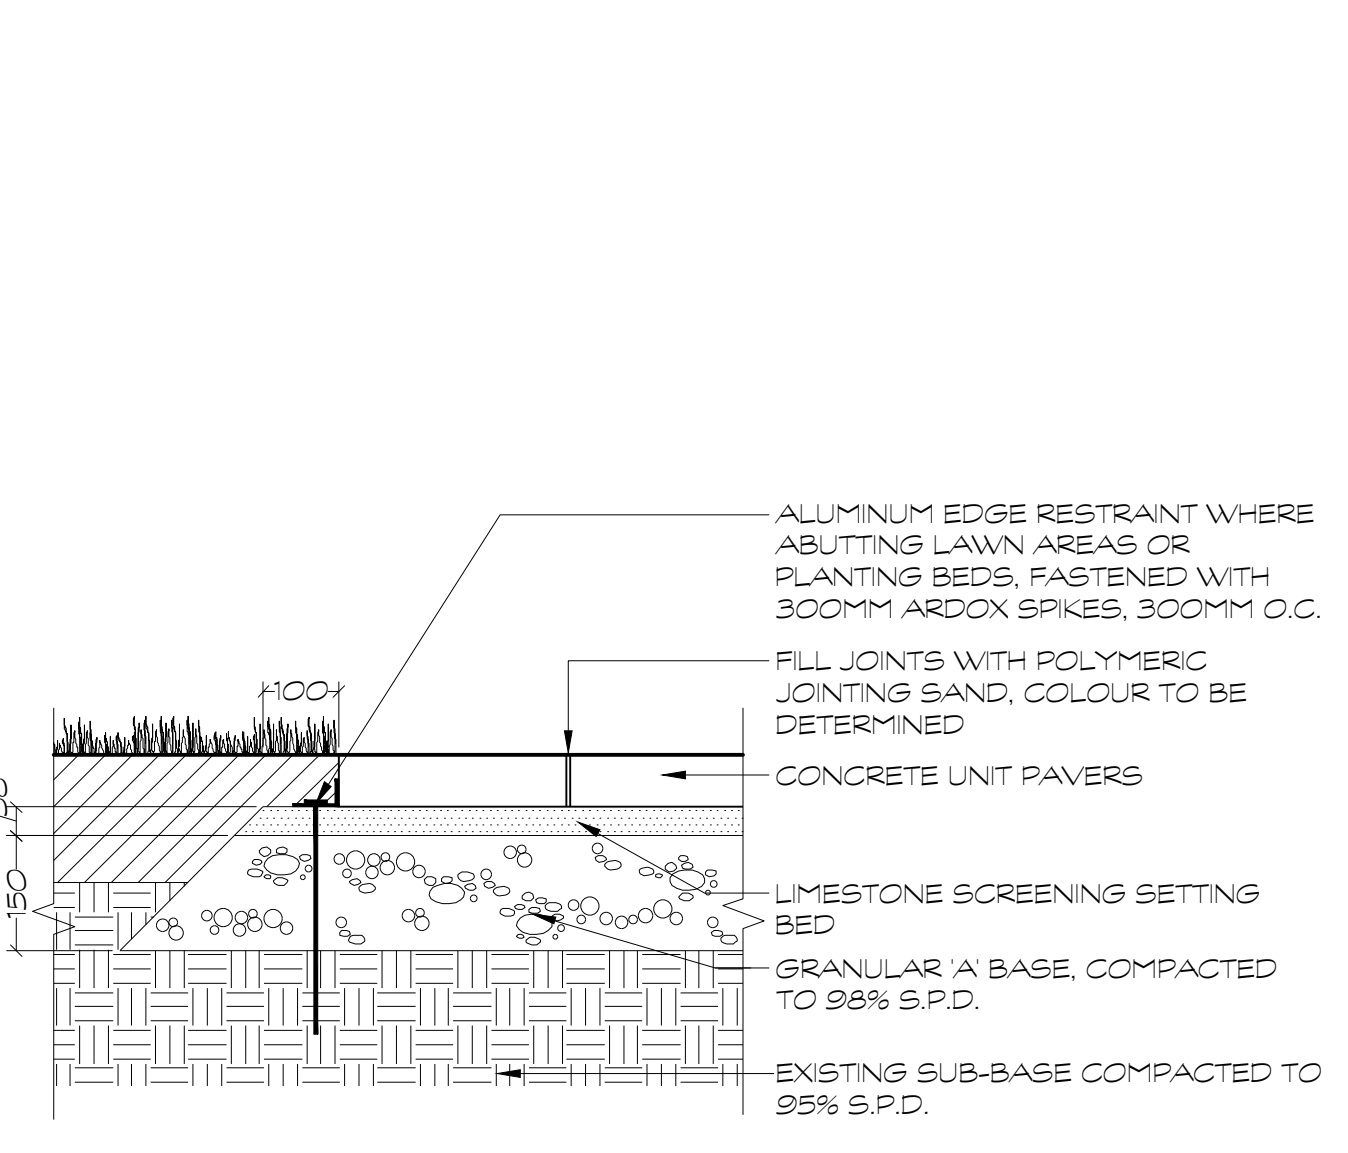 ALUMINUM EDGE RESTRAINT WHERE
ABUTTING LAWN AREAS OR
PLANTING BEDS, FASTENED WITH
300MM ARDOX SPIKES, 300MM O.C.
FILL JOINTS WITH POLYMERIC
JOINTING SAND, COLOUR TO BE
DETERMINED
100
CONCRETE UNIT PAVERS
150
LIMESTONE SCREENING SETTING
BED
GRANULAR 'A' BASE, COMPACTED
TO 98% S.P.D.
EXISTING SUB-BASE COMPACTED TO
95% S.P.D.